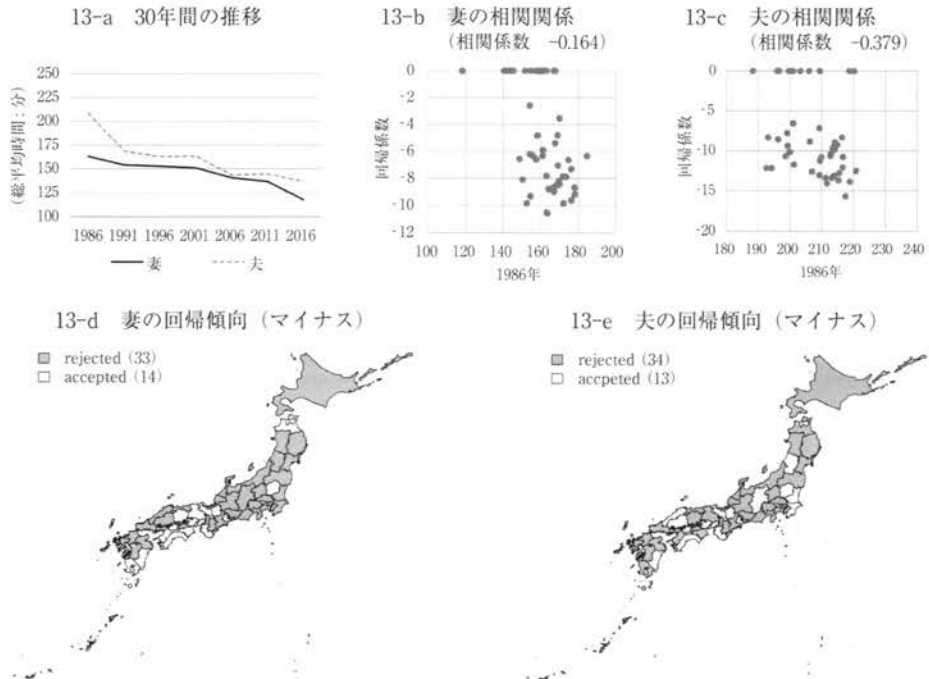 13-a 30年間の推移
(総平均時間：分)
250
225
200
175
150
125
100
1986 1991 1996 2001 2006 2011 2016
妻 夫
13-b 妻の相関関係
(相関係数 -0.164)
回帰係数
0
-2
-4
-6
-8
-10
-12
100 120 140 160 180 200
1986年
13-c 夫の相関関係
(相関係数 -0.379)
回帰係数
0
-5
-10
-15
-20
180 190 200 210 220 230 240
1986年
13-d 妻の回帰傾向（マイナス）
rejected (33)
accepted (14)
13-e 夫の回帰傾向（マイナス）
rejected (34)
accpeted (13)